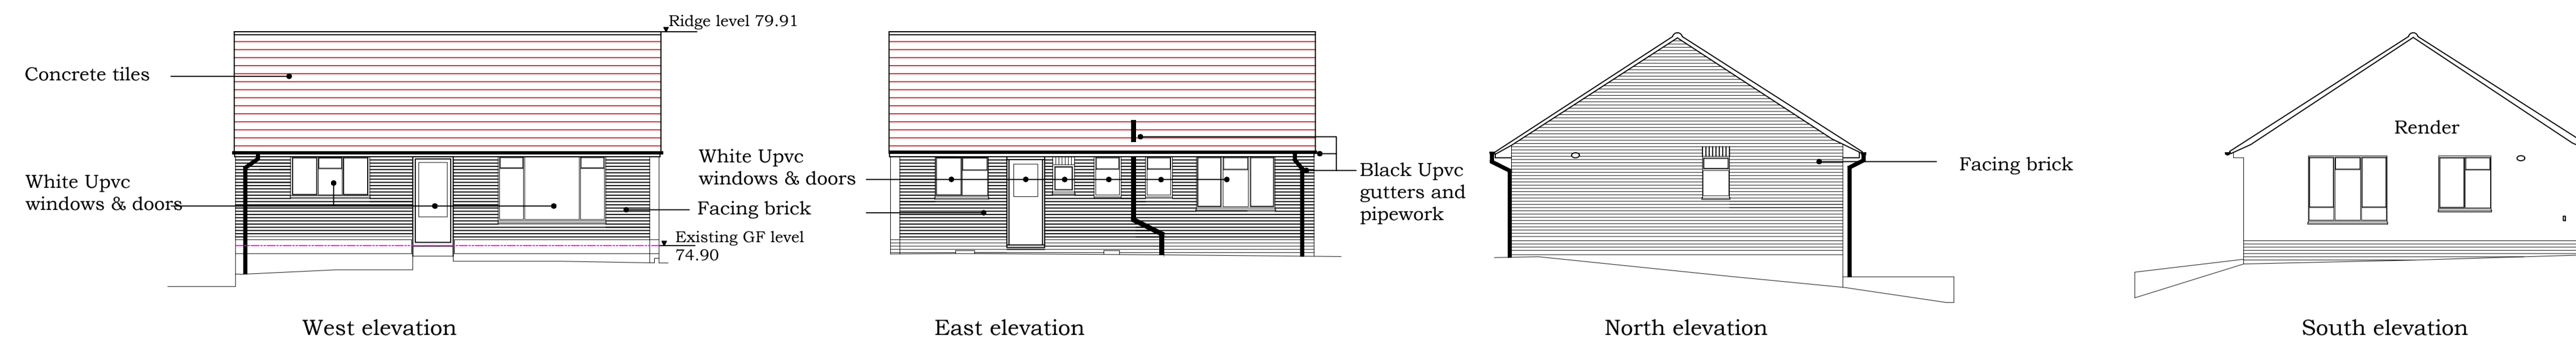 Ridge level 79.91
Concrete tiles
White Upvc
windows & doors
Existing GF level
74.90
West elevation
White Upvc
windows & doors
Facing brick
Black Upvc
gutters and
pipework
East elevation
Facing brick
North elevation
Render
South elevation